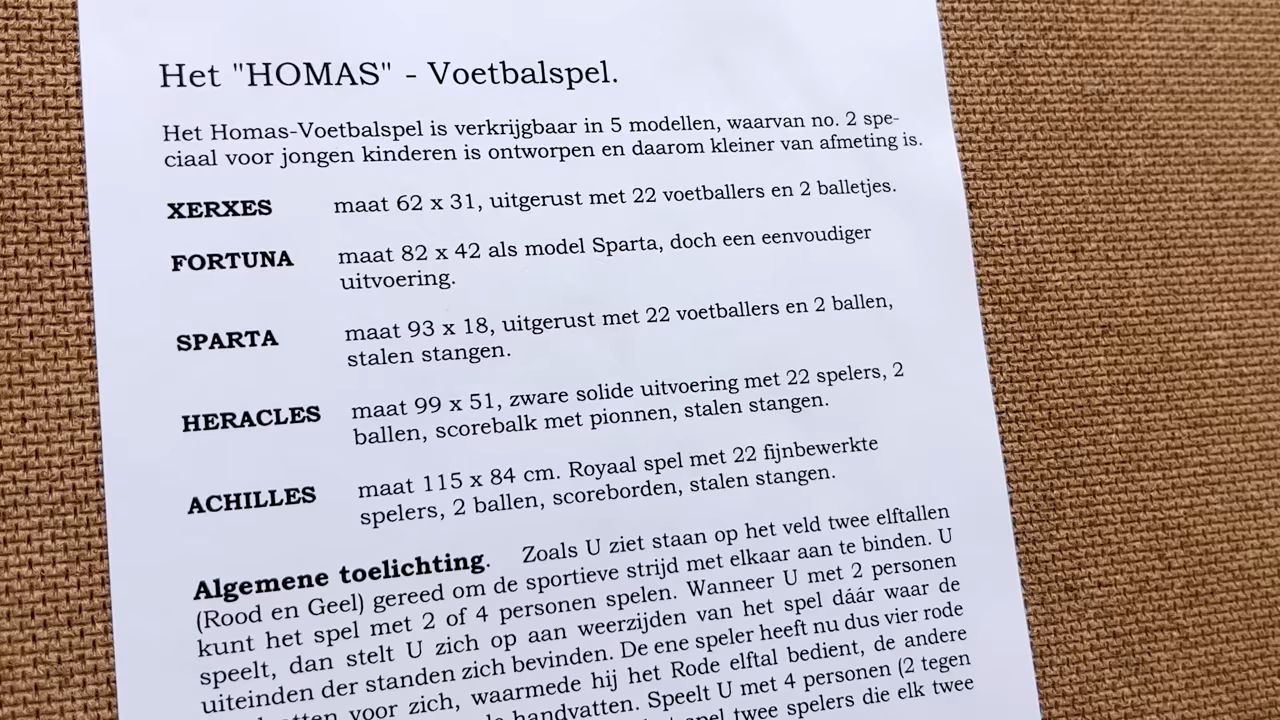 Het "HOMAS" - Voetbalspel.
Het Homas-Voetbalspel is verkrijgbaar in 5 modellen, waarvan no. 2 spe-
ciaal voor jongen kinderen is ontworpen en daarom kleiner van afmeting is.
XERXES maat 62 x 31, uitgerust met 22 voetballers en 2 balletjes.
FORTUNA maat 82 x 42 als model Sparta, doch een eenvoudiger
uitvoering.
SPARTA maat 93 x 18, uitgerust met 22 voetballers en 2 ballen,
stalen stangen.
HERACLES maat 99 x 51, zware solide uitvoering met 22 spelers, 2
ballen, scorebalk met pionnen, stalen stangen.
ACHILLES maat 115 x 84 cm. Royaal spel met 22 fijnbewerkte
spelers, 2 ballen, scoreborden, stalen stangen.
Algemene toelichting. Zoals U ziet staan op het veld twee elftallen
(Rood en Geel) gereed om de sportieve strijd met elkaar aan te binden. U
kunt het spel met 2 of 4 personen spelen. Wanneer U met 2 personen
speelt, dan stelt U zich op aan weerzijden van het spel dáár waar de
uiteinden der standen zich bevinden. De ene speler heeft nu dus vier rode
voor zich, waarmede hij het Rode elftal bedient, de andere
handvatten. Speelt U met 4 personen (2 tegen
spel twee spelers die elk twee